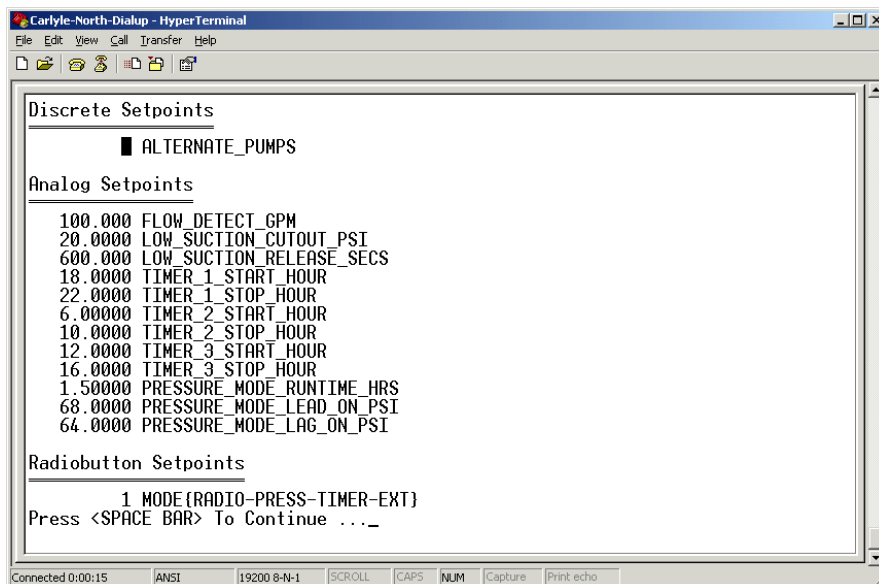 Carlyle-North-Dialup - HyperTerminal
File Edit View Call Transfer Help
Discrete Setpoints
ALTERNATE_PUMPS
Analog Setpoints
100.000 FLOW_DETECT_GPM
20.0000 LOW_SUCTION_CUTOUT_PSI
600.000 LOW_SUCTION_RELEASE_SECS
18.0000 TIMER_1_START_HOUR
22.0000 TIMER_1_STOP_HOUR
6.00000 TIMER_2_START_HOUR
10.0000 TIMER_2_STOP_HOUR
12.0000 TIMER_3_START_HOUR
16.0000 TIMER_3_STOP_HOUR
1.50000 PRESSURE_MODE_RUNTIME_HRS
68.0000 PRESSURE_MODE_LEAD_ON_PSI
64.0000 PRESSURE_MODE_LAG_ON_PSI
Radiobutton Setpoints
1 MODE{RADIO-PRESS-TIMER-EXT}
Press <SPACE BAR> To Continue ..._
Connected 0:00:15 ANSI 19200 8-N-1 SCROLL CAPS NUM Capture Print echo